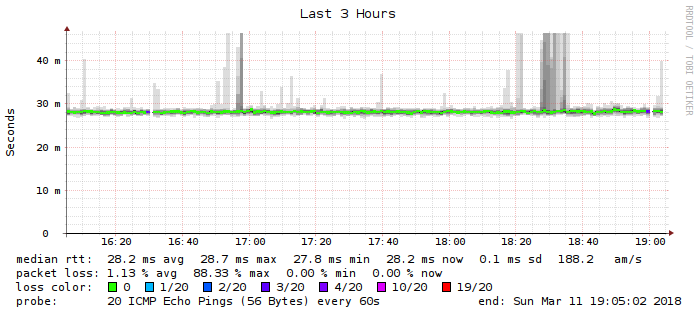 Last 3 Hours
RRDTOOL / TOBI OETIKER
Seconds
40 m
30 m
20 m
10 m
0
16:20 16:40 17:00 17:20 17:40 18:00 18:20 18:40 19:00
median rtt: 28.2 ms avg 28.7 ms max 27.8 ms min 28.2 ms now 0.1 ms sd 188.2 am/s
packet loss: 1.13 % avg 88.33 % max 0.00 % min 0.00 % now
loss color: 0 1/20 2/20 3/20 4/20 10/20 19/20
probe: 20 ICMP Echo Pings (56 Bytes) every 60s end: Sun Mar 11 19:05:02 2018